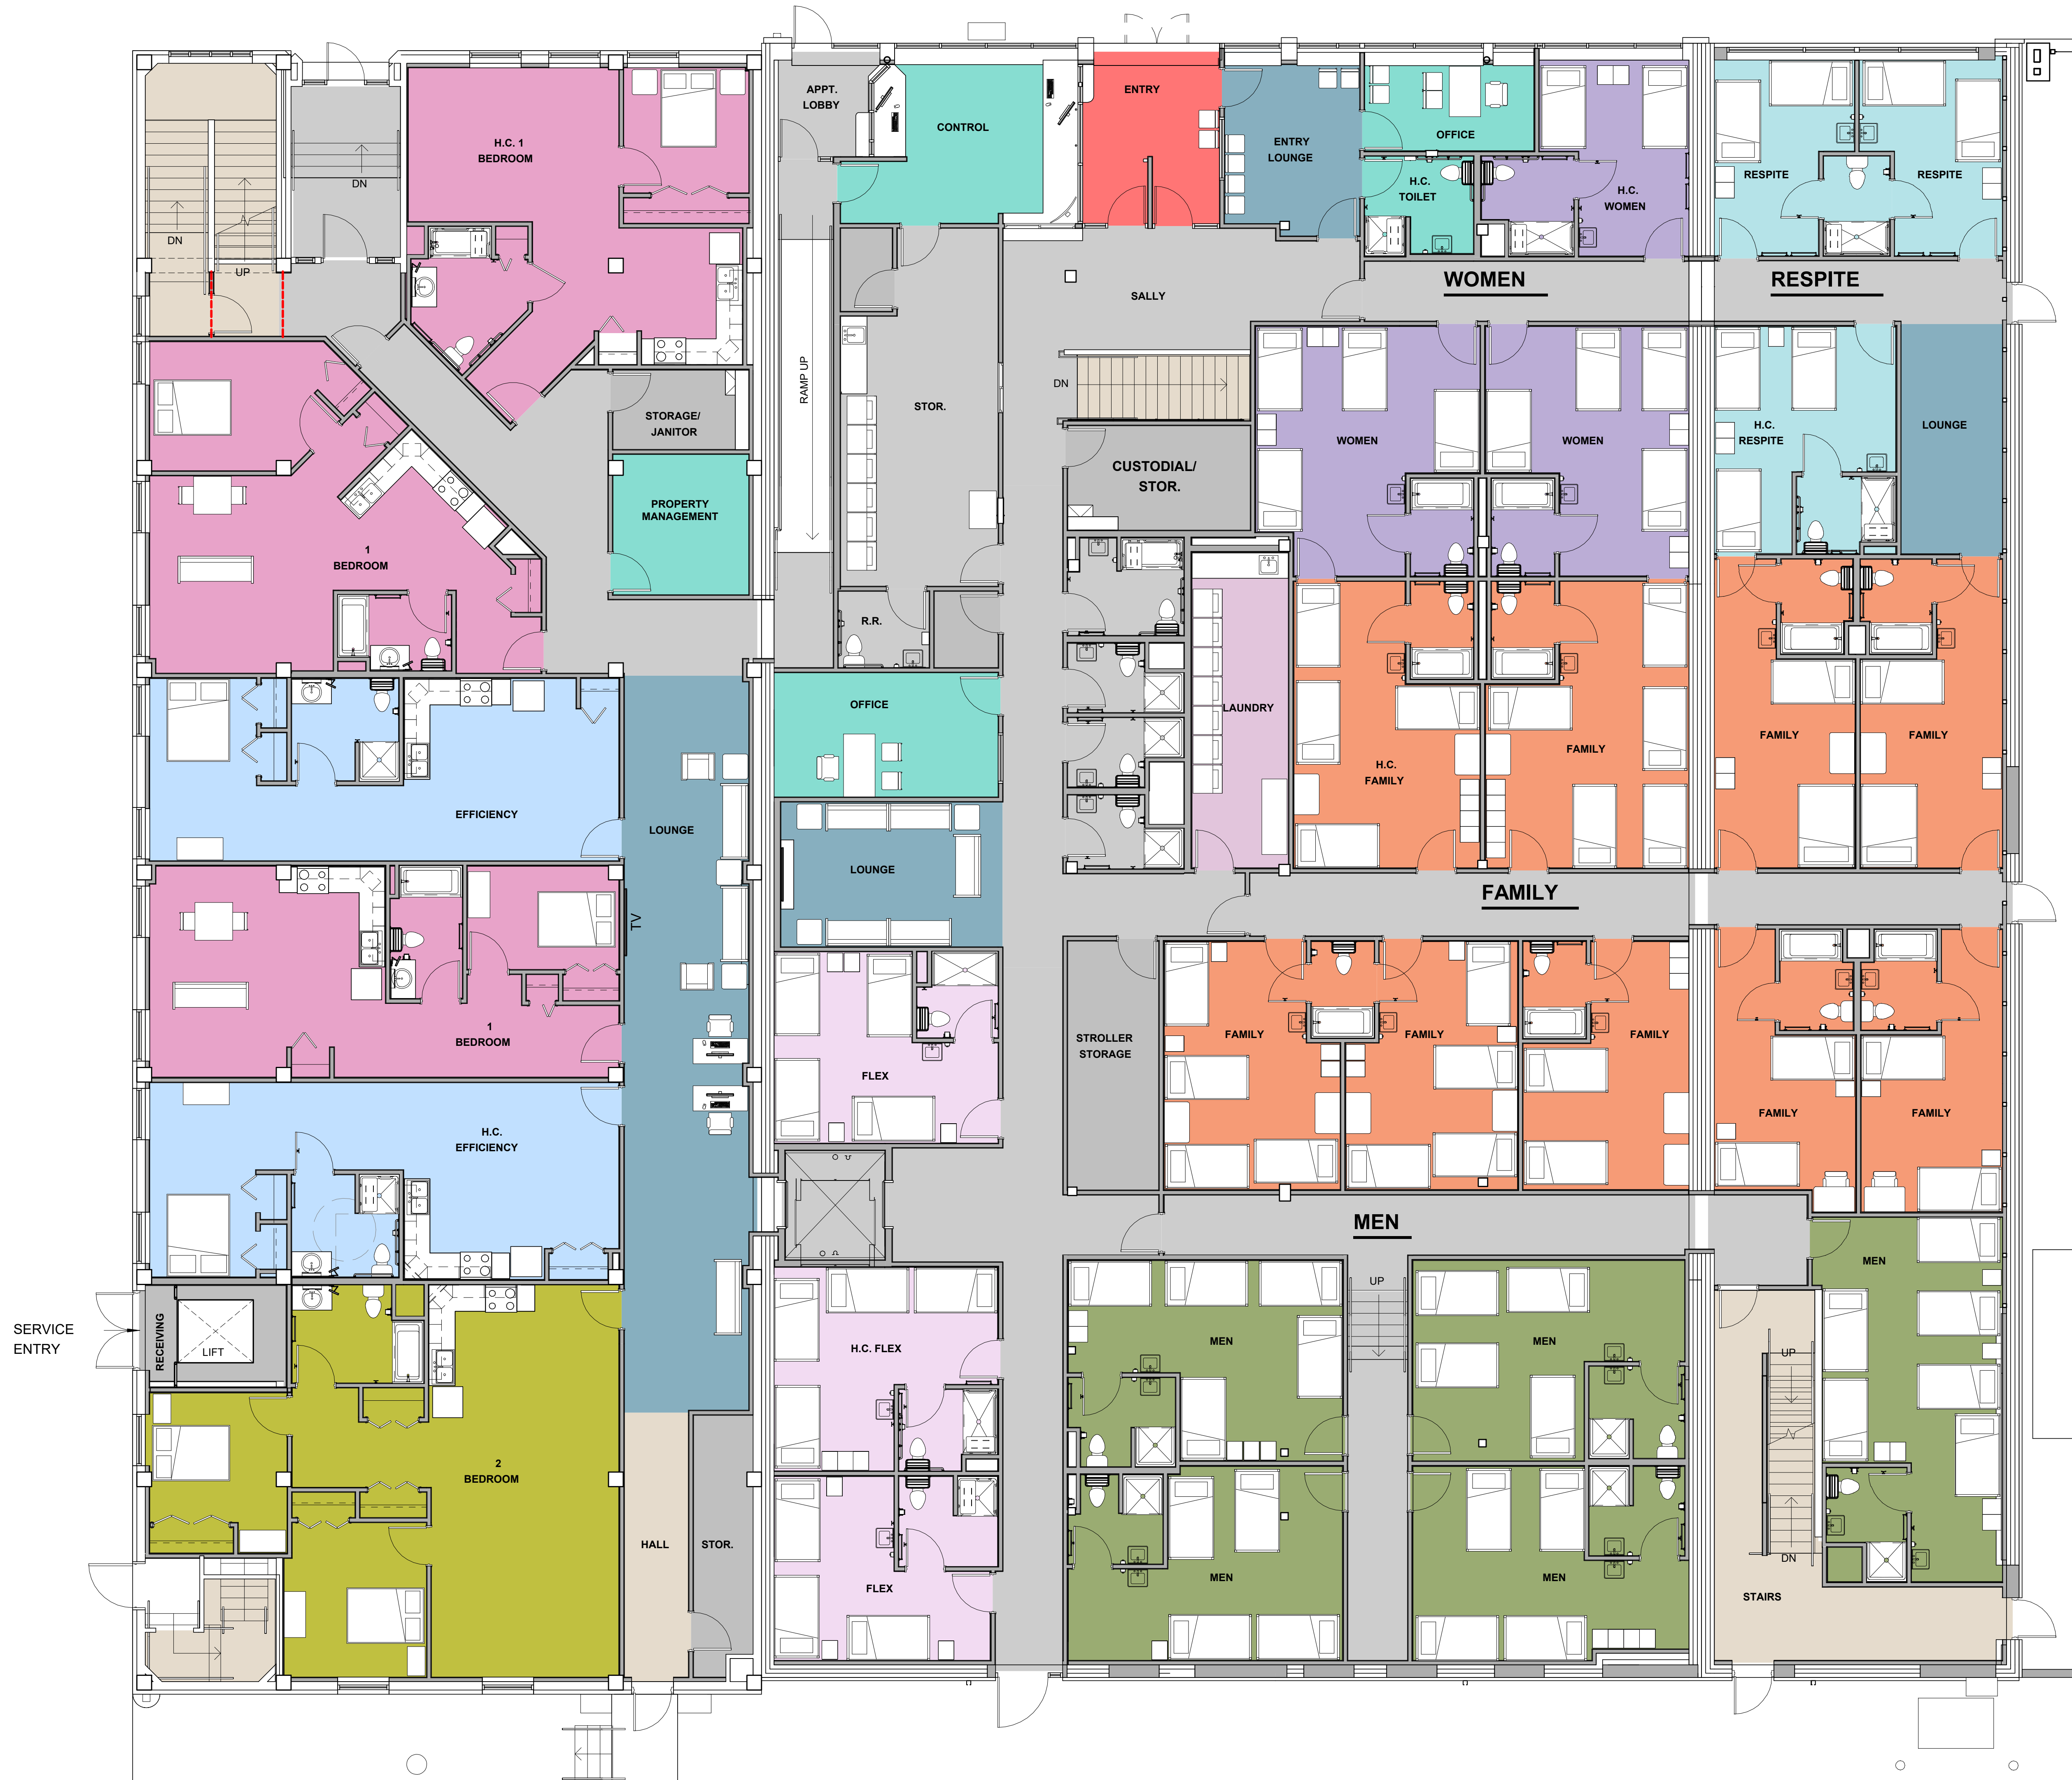 APPT.
LOBBY
CONTROL
ENTRY
ENTRY
LOUNGE
OFFICE
H.C.
TOILET
H.C.
WOMEN
RESPITE
RESPITE
H.C. 1
BEDROOM
DN
DN
UP
WOMEN
RESPITE
SALLY
RAMP UP
STOR.
DN
STORAGE/
JANITOR
CUSTODIAL/
STOR.
WOMEN
WOMEN
H.C.
RESPITE
LOUNGE
PROPERTY
MANAGEMENT
1
BEDROOM
R.R.
OFFICE
LAUNDRY
H.C.
FAMILY
FAMILY
FAMILY
FAMILY
EFFICIENCY
LOUNGE
LOUNGE
TV
FAMILY
1
BEDROOM
STROLLER
STORAGE
FAMILY
FAMILY
FAMILY
FLEX
FAMILY
FAMILY
H.C.
EFFICIENCY
MEN
MEN
UP
SERVICE
ENTRY
RECEIVING
LIFT
H.C. FLEX
MEN
MEN
UP
2
BEDROOM
HALL
STOR.
DN
FLEX
MEN
MEN
STAIRS